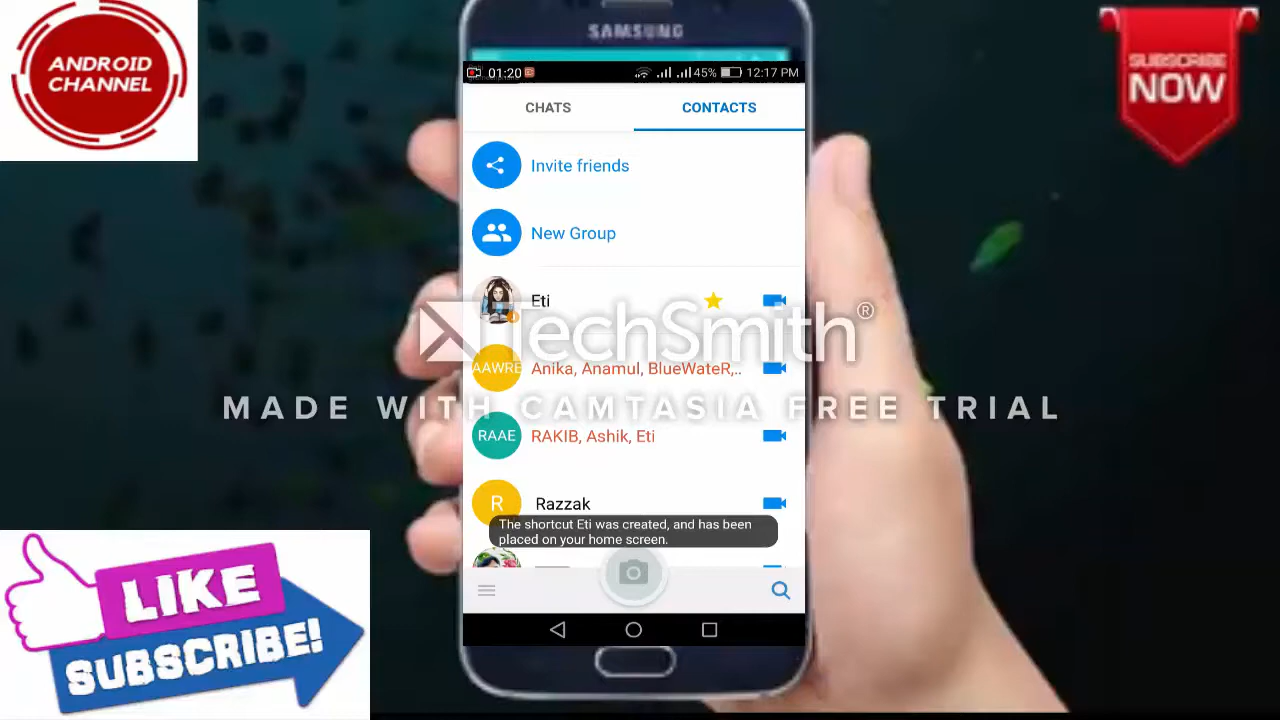 ANDROID
CHANNEL
SUBSCRIBE
NOW
SAMSUNG
01:20
45%
12:17 PM
CHATS
CONTACTS
Invite friends
New Group
Eti
TechSmith®
AAWRE
Anika, Anamul, BlueWateR,..
MADE WITH CAMTASIA FREE TRIAL
RAAE
RAKIB, Ashik, Eti
R
Razzak
The shortcut Eti was created, and has been
placed on your home screen.
LIKE
SUBSCRIBE!